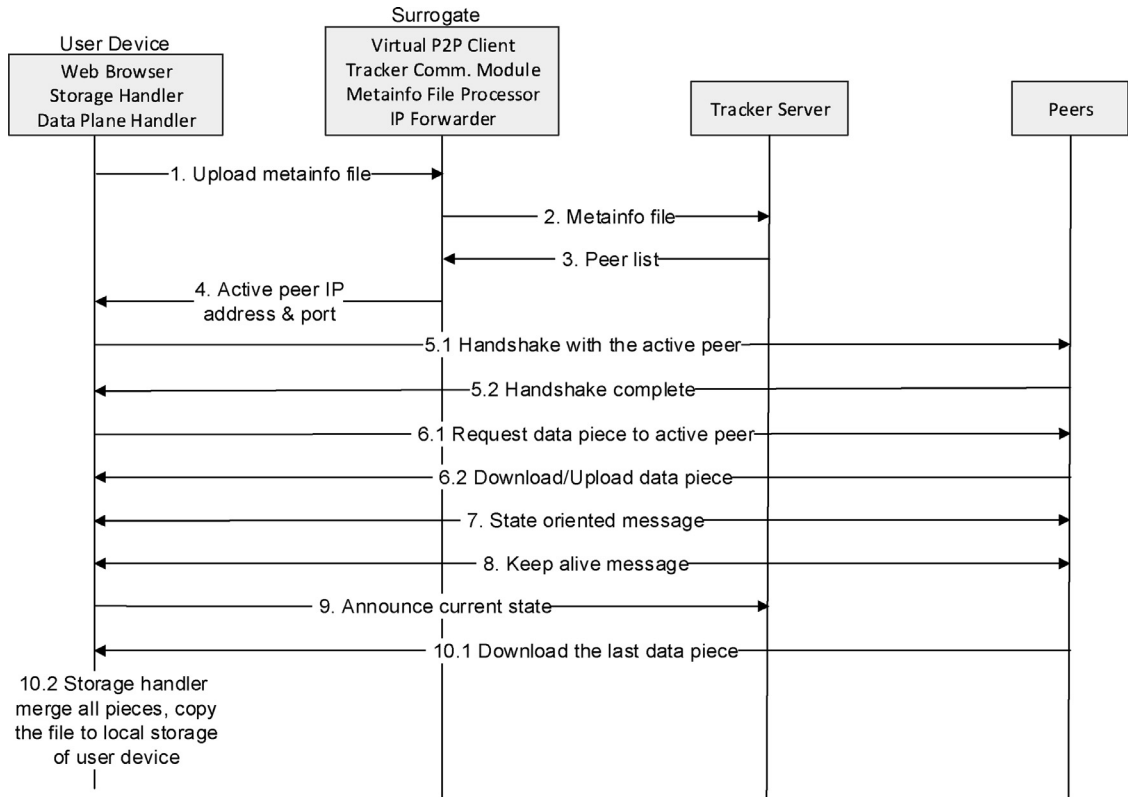 Surrogate
User Device
Virtual P2P Client
Tracker Comm. Module
Metainfo File Processor
IP Forwarder
Web Browser
Storage Handler
Data Plane Handler
Tracker Server
Peers
1. Upload metainfo file
2. Metainfo file
3. Peer list
4. Active peer IP
address & port
5.1 Handshake with the active peer
5.2 Handshake complete
6.1 Request data piece to active peer
6.2 Download/Upload data piece
7. State oriented message
8. Keep alive message
9. Announce current state
10.1 Download the last data piece
10.2 Storage handler
merge all pieces, copy
the file to local storage
of user device